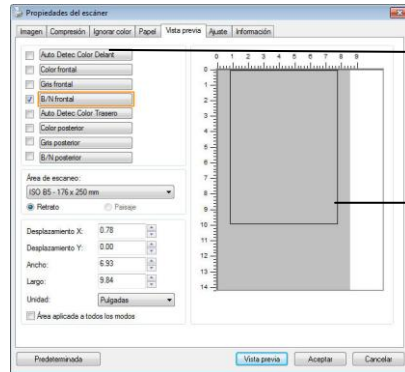 Propiedades del escáner
Imagen Compresión Ignorar color Papel Vista previa Ajuste Información
Auto Detec Color Delant
Color frontal
Gris frontal
B/N frontal
Auto Detec Color Trasero
Color posterior
Gris posterior
B/N posterior
Área de escaneo:
ISO B5 - 176 x 250 mm
Retrato Paisaje
Desplazamiento X: 0.78
Desplazamiento Y: 0.00
Ancho: 6.93
Largo: 9.84
Unidad: Pulgadas
Área aplicada a todos los modos
0 1 2 3 4 5 6 7 8 9
0
1
2
3
4
5
6
7
8
9
10
11
12
13
14
Predeterminada Vista previa Aceptar Cancelar